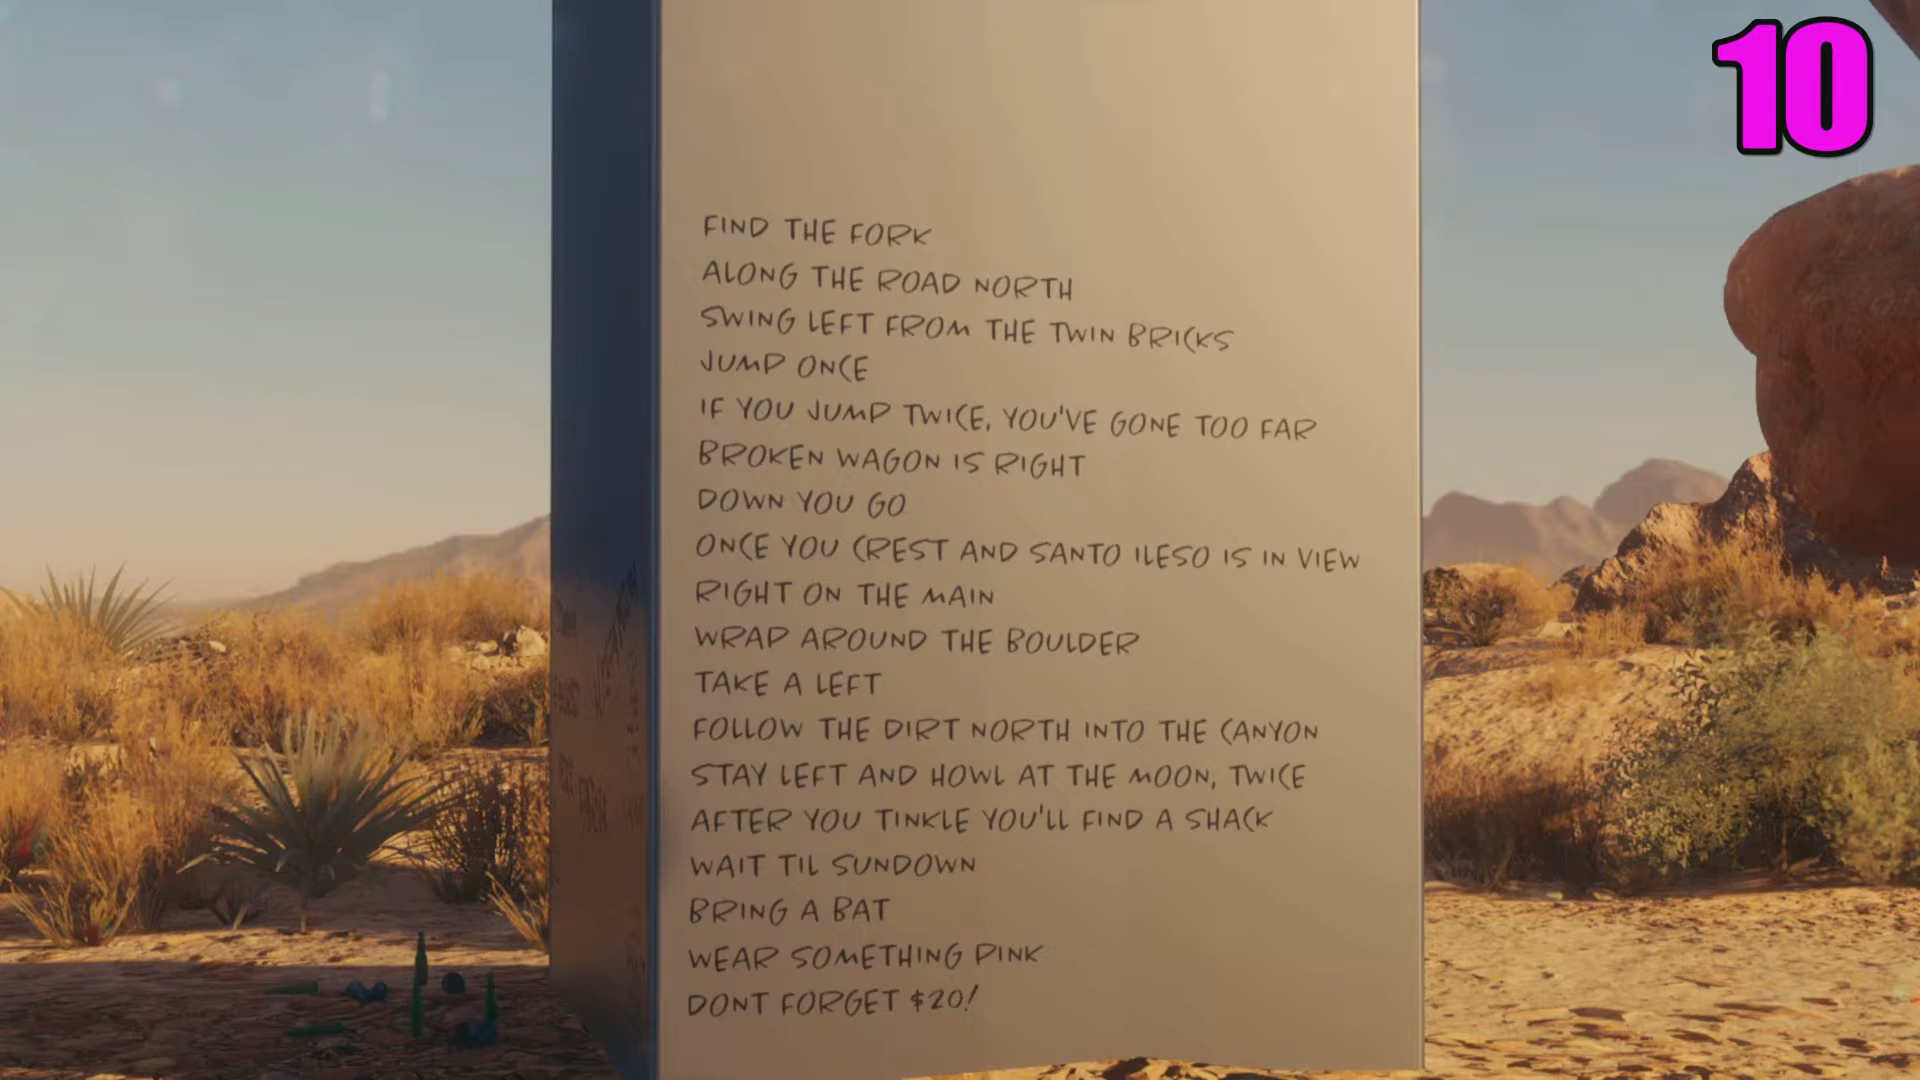 10
FIND THE FORK
ALONG THE ROAD NORTH
SWING LEFT FROM THE TWIN BRICKS
JUMP ONCE
IF YOU JUMP TWICE, YOU'VE GONE TOO FAR
BROKEN WAGON IS RIGHT
DOWN YOU GO
ONCE YOU CREST AND SANTO ILESO IS IN VIEW
RIGHT ON THE MAIN
WRAP AROUND THE BOULDER
TAKE A LEFT
FOLLOW THE DIRT NORTH INTO THE CANYON
STAY LEFT AND HOWL AT THE MOON, TWICE
AFTER YOU TINKLE YOU'LL FIND A SHACK
WAIT TIL SUNDOWN
BRING A BAT
WEAR SOMETHING PINK
DONT FORGET $20!